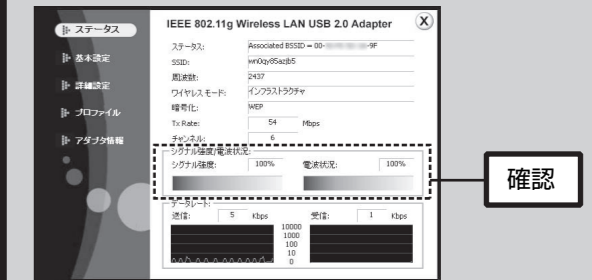 IEEE 802.11g Wireless LAN USB 2.0 Adapter X
ステータス
基本設定
詳細設定
プロファイル
アダプタ情報
ステータス: Associated BSSID = 00- -9F
SSID: wn0qy85azjb5
周波数: 2437
ワイヤレスモード: インフラストラクチャ
暗号化: WEP
Tx Rate: 54 Mbps
チャンネル: 6
シグナル強度/電波状況:
シグナル強度: 100% 電波状況: 100%
確認
データレート:
送信: 5 Kbps 受信: 1 Kbps
10000
1000
100
10
0